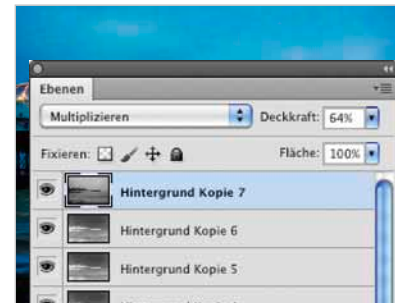 Ebenen
Multiplizieren Deckkraft: 64%
Fixieren: Fläche: 100%
Hintergrund Kopie 7
Hintergrund Kopie 6
Hintergrund Kopie 5